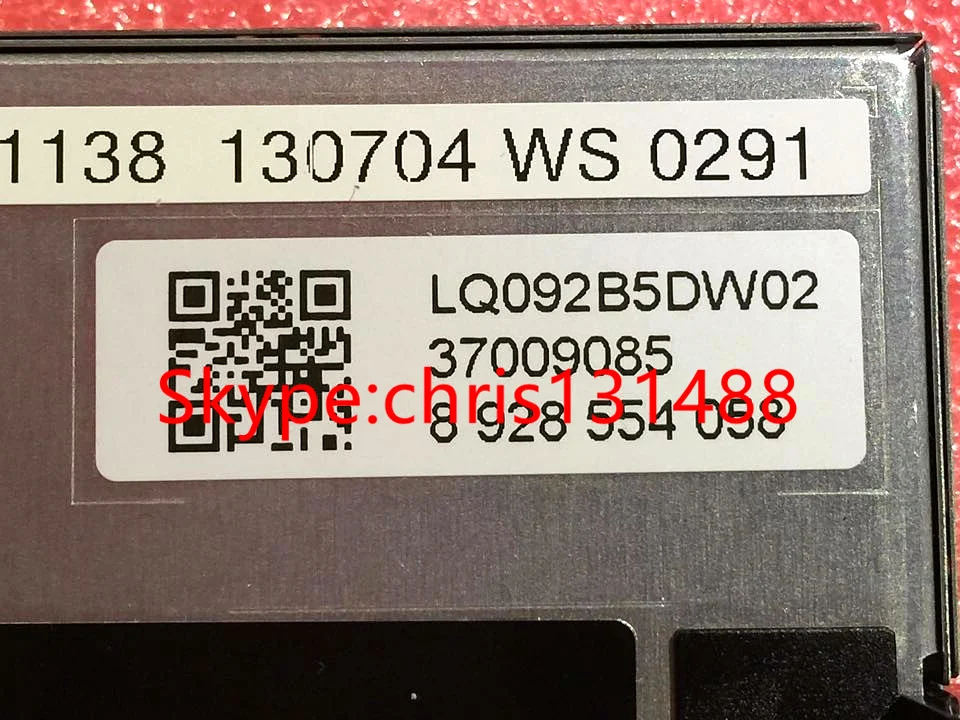 1138 130704 WS 0291
LQ092B5DW02
37009085
Skype:chris131488
8 928 554 058